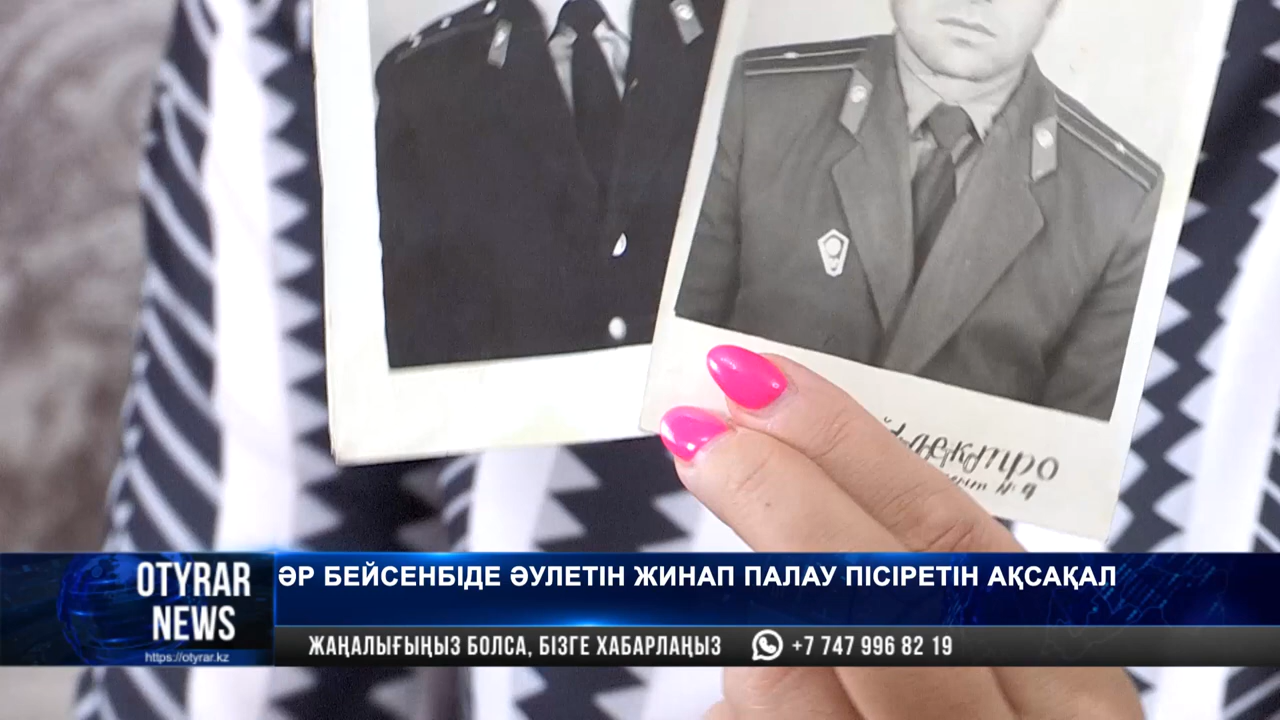 ӘР БЕЙСЕНБІДЕ ӘУЛЕТІН ЖИНАП ПАЛАУ ПІСІРЕТІН АҚСАҚАЛ
OTYRAR
NEWS
https://otyrar.kz
ЖАҢАЛЫҒЫҢЫЗ БОЛСА, БІЗГЕ ХАБАРЛАҢЫЗ +7 747 996 82 19